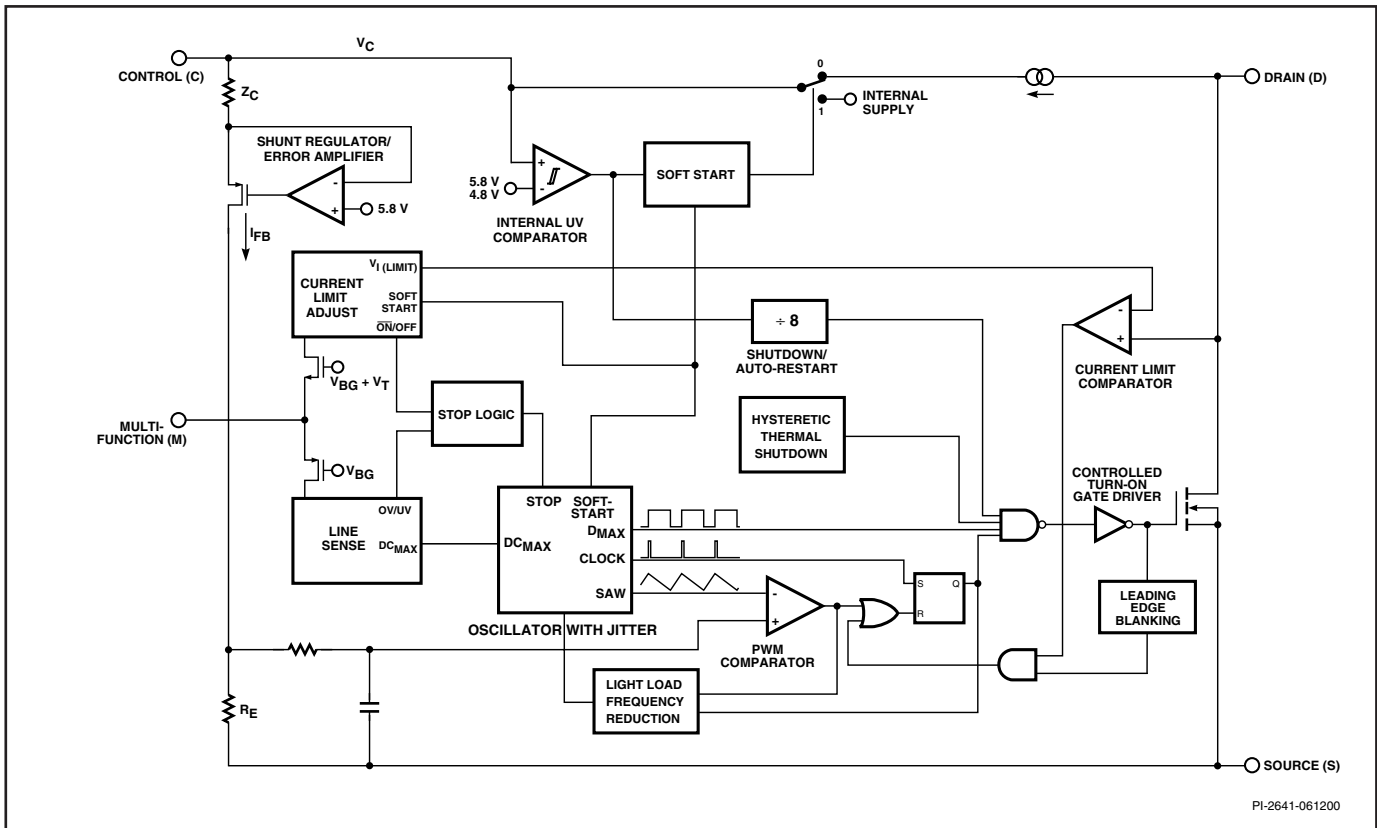 V_C
0
CONTROL (C)
DRAIN (D)
Z_C
INTERNAL
SUPPLY
1
SHUNT REGULATOR/
ERROR AMPLIFIER
+
-
5.8 V
4.8 V
SOFT START
-
+
5.8 V
INTERNAL UV
COMPARATOR
I_FB
V_I (LIMIT)
CURRENT
LIMIT
ADJUST
SOFT
START
ON/OFF
÷ 8
SHUTDOWN/
AUTO-RESTART
-
+
CURRENT LIMIT
COMPARATOR
V_BG + V_T
MULTI-
FUNCTION (M)
STOP LOGIC
HYSTERETIC
THERMAL
SHUTDOWN
V_BG
CONTROLLED
TURN-ON
GATE DRIVER
STOP
SOFT-
START
OV/UV
LINE
SENSE
DC_MAX
DC_MAX
D_MAX
CLOCK
SAW
S
Q
R
-
+
LEADING
EDGE
BLANKING
OSCILLATOR WITH JITTER
PWM
COMPARATOR
LIGHT LOAD
FREQUENCY
REDUCTION
R_E
SOURCE (S)
PI-2641-061200